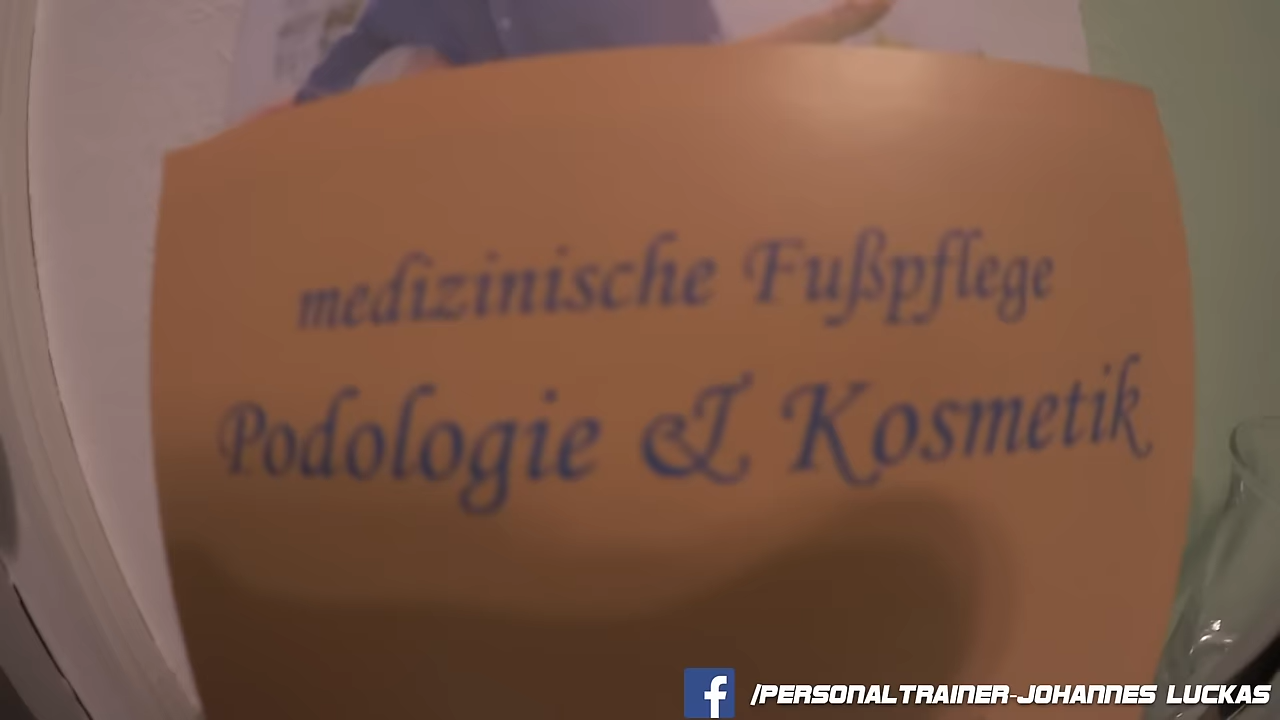 medizinische Fußpflege
Podologie & Kosmetik
/PERSONALTRAINER-JOHANNES LUCKAS